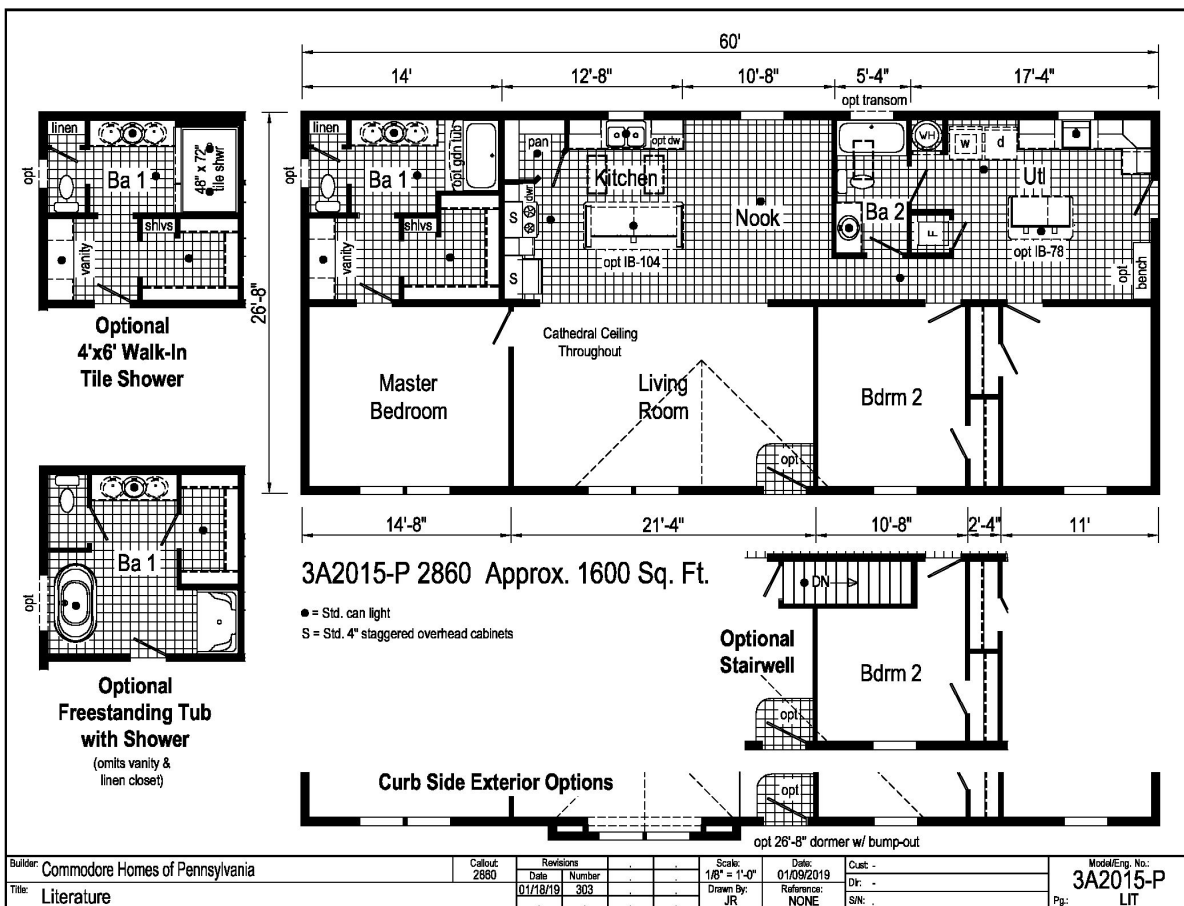 60'
14'
12'-8"
10'-8"
5'-4"
17'-4"
opt transom
linen
48" x 72"
tile shwr
opt
Ba 1
shlvs
vanity
Optional
4'x6' Walk-In
Tile Shower
26'-8"
linen
opt
Ba 1
opt gdn tub
shlvs
vanity
pan
opt dw
Kitchen
dwr
S
S
opt IB-104
Nook
Ba 2
WH
w
d
Utl
F
opt IB-78
opt
bench
Cathedral Ceiling
Throughout
Master
Bedroom
Living
Room
opt
Bdrm 2
14'-8"
21'-4"
10'-8"
2'-4"
11'
Ba 1
opt
Optional
Freestanding Tub
with Shower
(omits vanity &
linen closet)
3A2015-P 2860 Approx. 1600 Sq. Ft.
● = Std. can light
S = Std. 4" staggered overhead cabinets
DN
Optional
Stairwell
Bdrm 2
opt
Curb Side Exterior Options
opt
opt 26'-8" dormer w/ bump-out
Builder: Commodore Homes of Pennsylvania
Title: Literature
Callout:
2860
Revisions
Date Number
01/18/19 303
Scale:
1/8" = 1'-0"
Drawn By:
JR
Date:
01/09/2019
Reference:
NONE
Cust: -
Dlr: -
S/N: .
Model/Eng. No.:
3A2015-P
Pg.: LIT